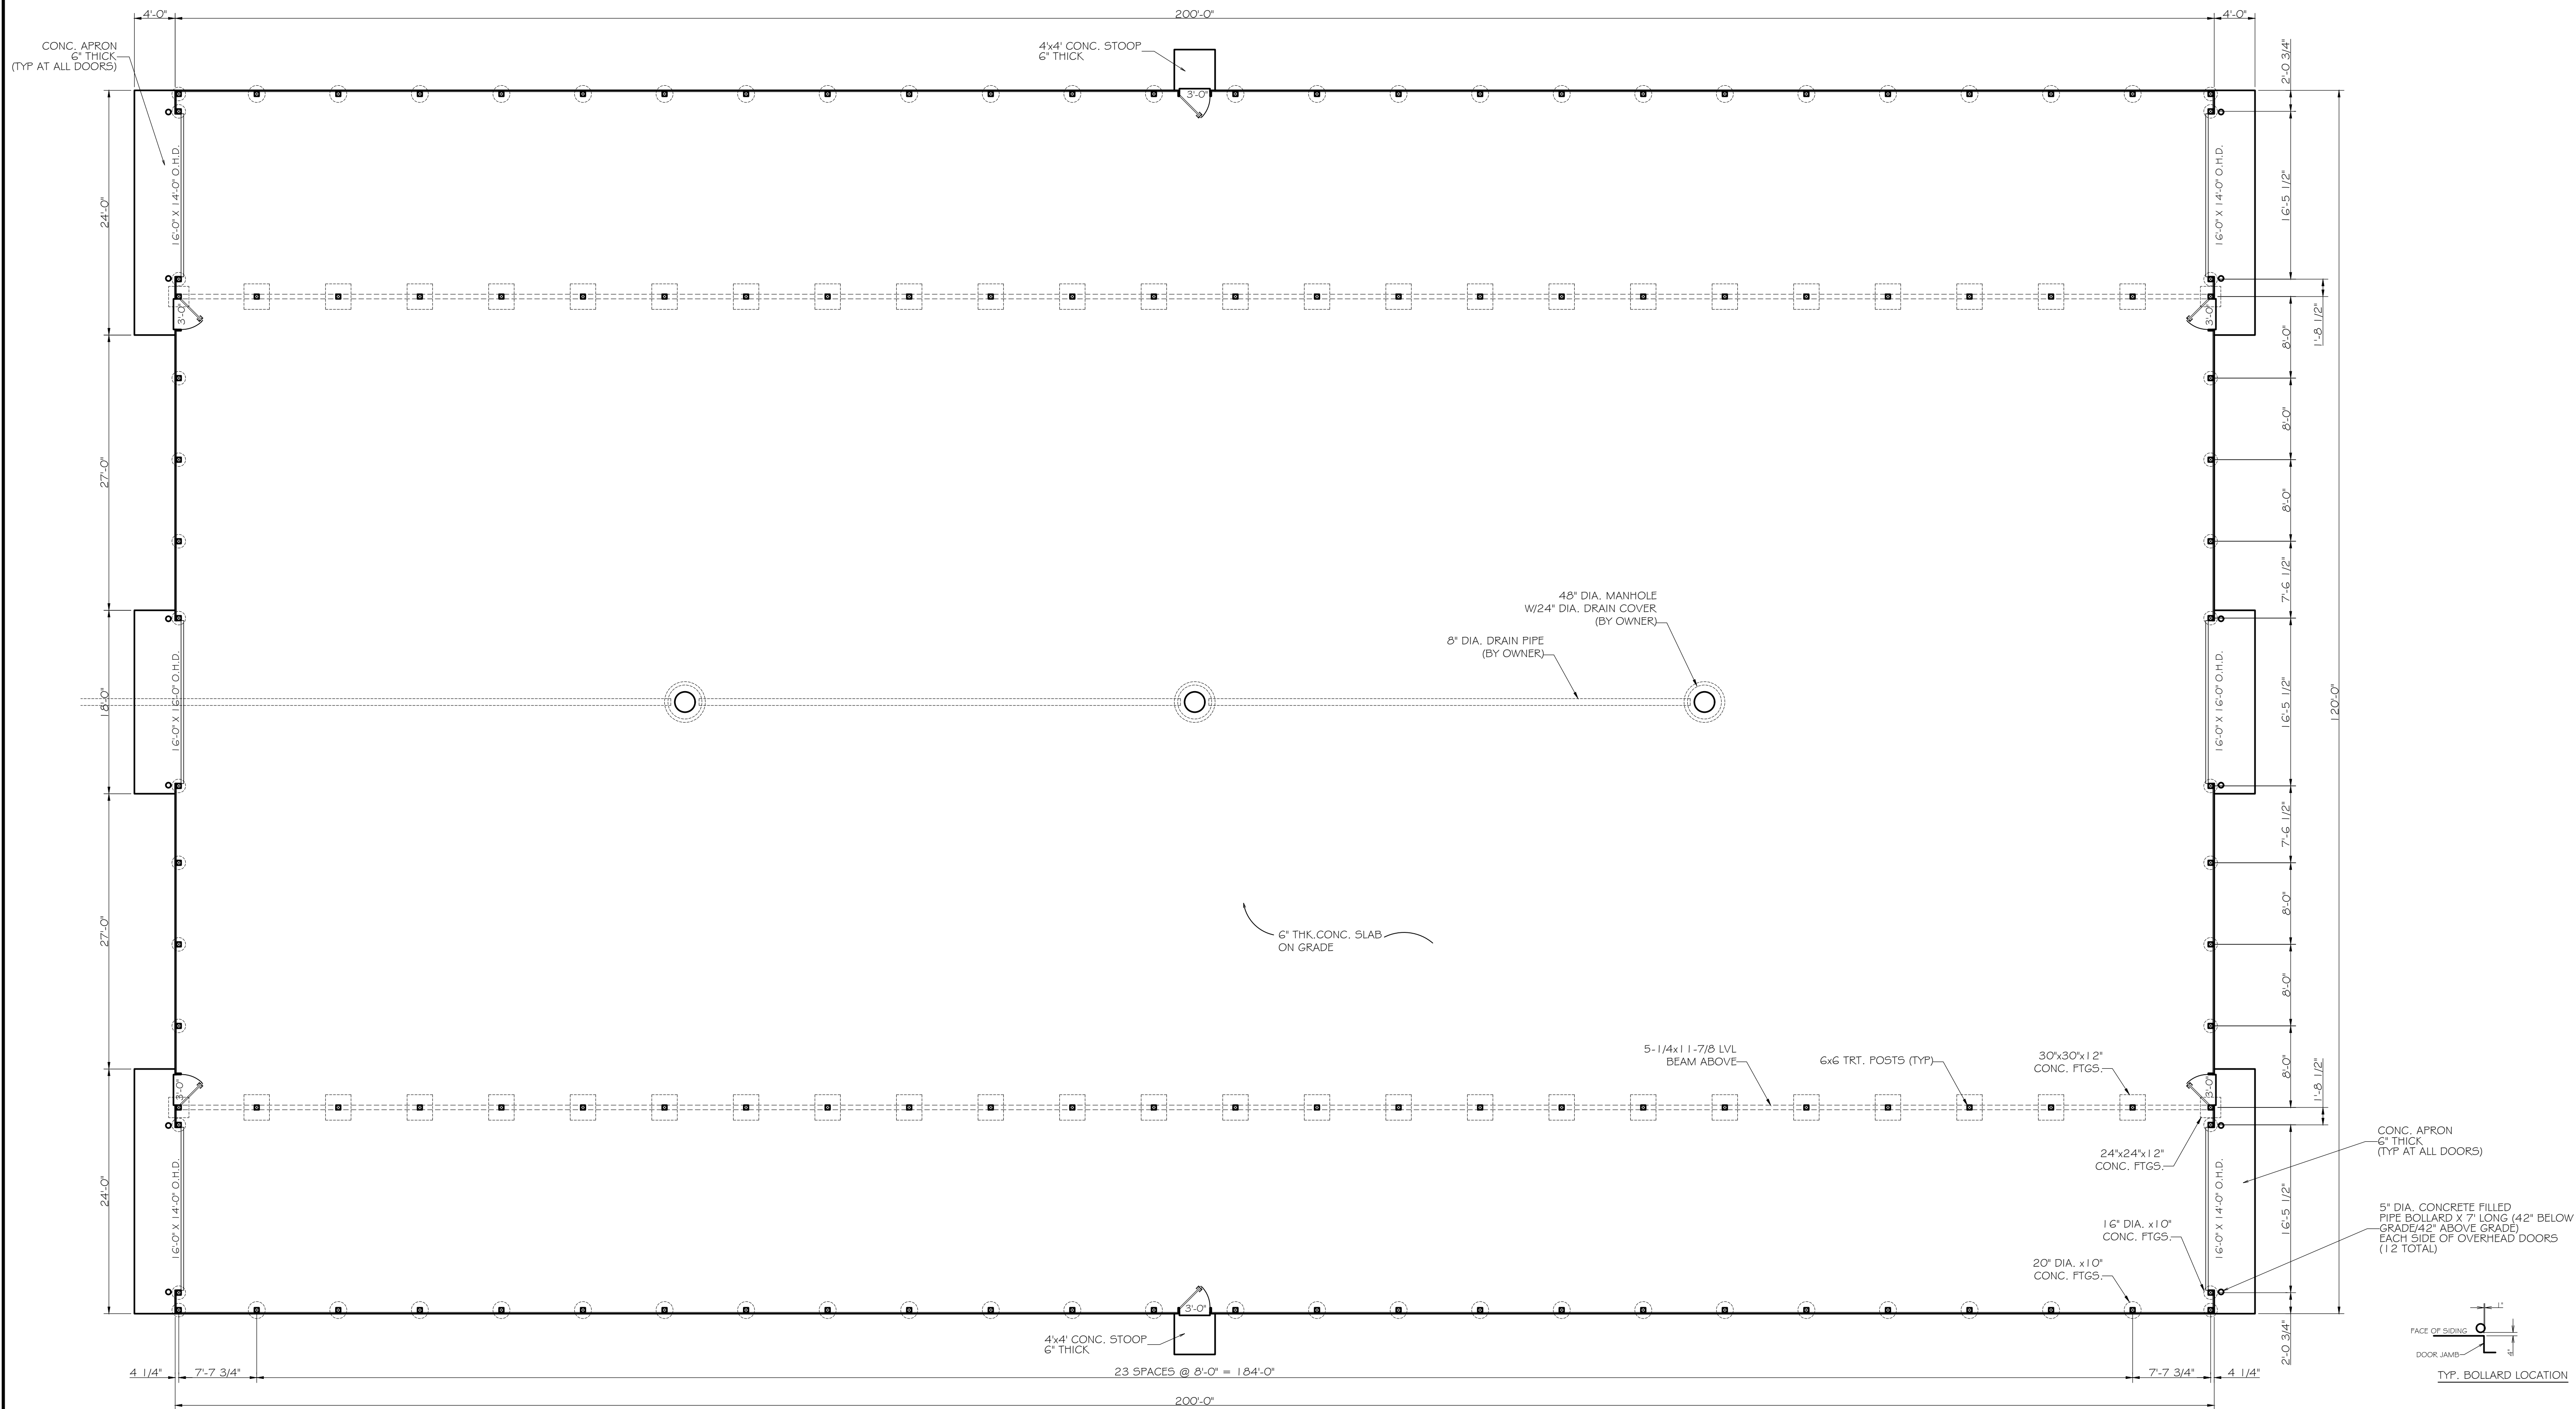 4'-0"
200'-0"
4'-0"
CONC. APRON
6" THICK
(TYP AT ALL DOORS)
4'x4' CONC. STOOP
6" THICK
3'-0"
2'-0 3/4"
24'-0"
16'-0" X 14'-0" O.H.D.
16'-0" X 14'-0" O.H.D.
16'-5 1/2"
3'-0"
3'-0"
1'-8 1/2"
8'-0"
27'-0"
8'-0"
8'-0"
7'-6 1/2"
48" DIA. MANHOLE
W/24" DIA. DRAIN COVER
(BY OWNER)
8" DIA. DRAIN PIPE
(BY OWNER)
18'-0"
16'-0" X 16'-0" O.H.D.
16'-0" X 16'-0" O.H.D.
16'-5 1/2"
120'-0"
7'-6 1/2"
27'-0"
8'-0"
6" THK.CONC. SLAB
ON GRADE
8'-0"
5-1/4x11-7/8 LVL
BEAM ABOVE
6x6 TRT. POSTS (TYP)
30"x30"x12"
CONC. FTGS.
8'-0"
1'-8 1/2"
3'-0"
3'-0"
24"x24"x12"
CONC. FTGS.
CONC. APRON
6" THICK
(TYP AT ALL DOORS)
24'-0"
16'-0" X 14'-0" O.H.D.
16'-0" X 14'-0" O.H.D.
16'-5 1/2"
16" DIA. x10"
CONC. FTGS.
5" DIA. CONCRETE FILLED
PIPE BOLLARD X 7' LONG (42" BELOW
GRADE/42" ABOVE GRADE)
EACH SIDE OF OVERHEAD DOORS
(12 TOTAL)
20" DIA. x10"
CONC. FTGS.
3'-0"
4'x4' CONC. STOOP
6" THICK
2'-0 3/4"
1"
FACE OF SIDING
DOOR JAMB
4"
TYP. BOLLARD LOCATION
4 1/4"
7'-7 3/4"
23 SPACES @ 8'-0" = 184'-0"
7'-7 3/4"
4 1/4"
200'-0"